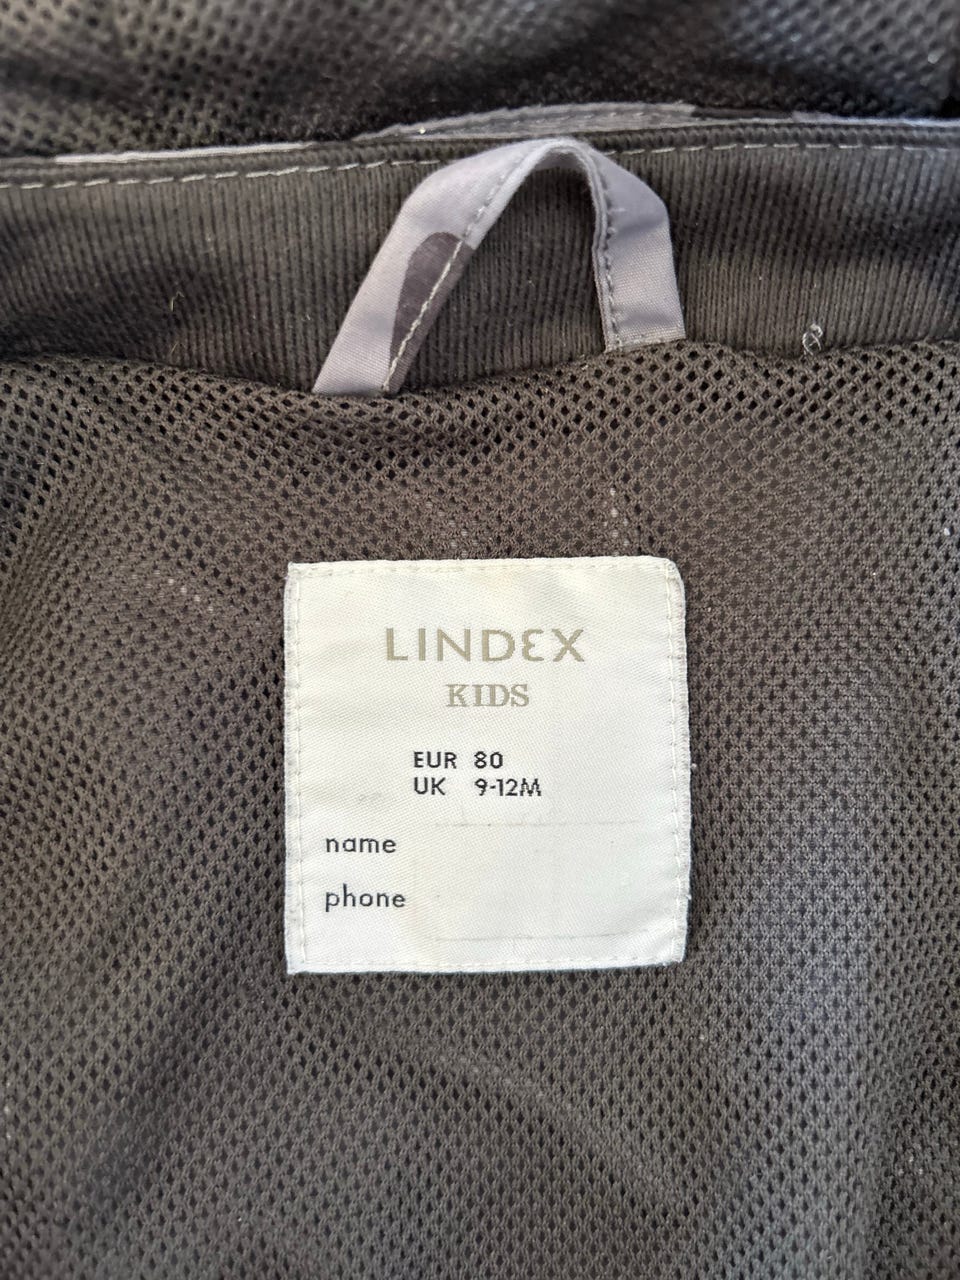 LINDEX
KIDS
EUR 80
UK 9-12M
name
phone